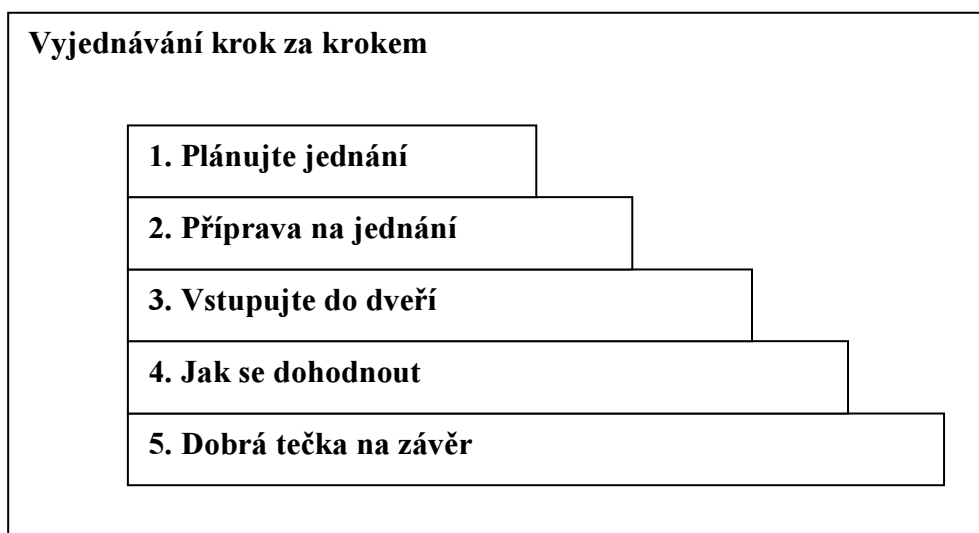 Vyjednávání krok za krokem
1. Plánujte jednání
2. Příprava na jednání
3. Vstupujte do dveří
4. Jak se dohodnout
5. Dobrá tečka na závěr